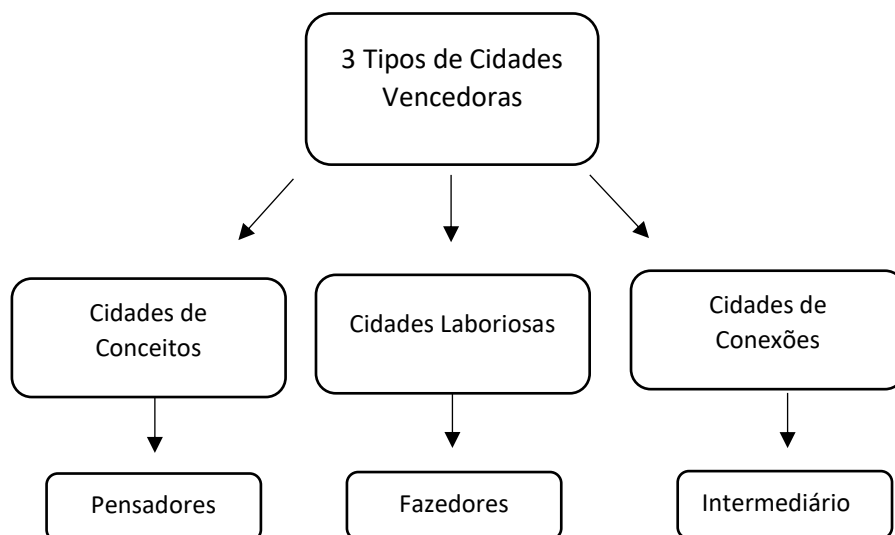 3 Tipos de Cidades
Vencedoras
Cidades de
Conceitos
Cidades Laboriosas
Cidades de
Conexões
Pensadores
Fazedores
Intermediário